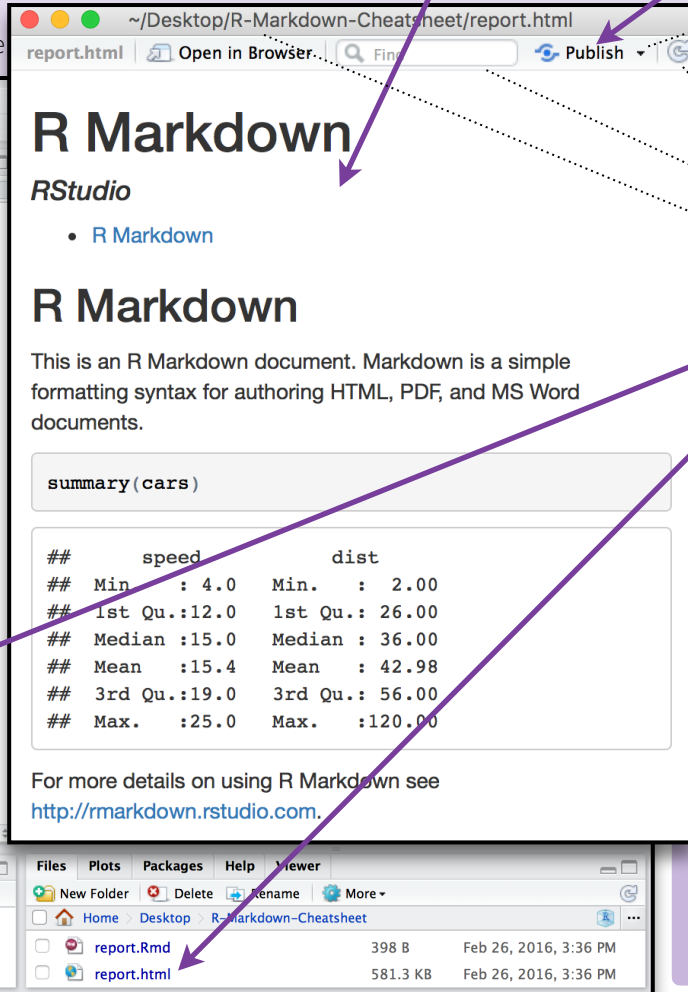 ~/Desktop/R-Markdown-Cheatsheet/report.html
report.html Open in Browser Find Publish
R Markdown
RStudio
• R Markdown
R Markdown
This is an R Markdown document. Markdown is a simple
formatting syntax for authoring HTML, PDF, and MS Word
documents.
summary(cars)
##       speed           dist
##  Min.   : 4.0   Min.   :  2.00
##  1st Qu.:12.0   1st Qu.: 26.00
##  Median :15.0   Median : 36.00
##  Mean   :15.4   Mean   : 42.98
##  3rd Qu.:19.0   3rd Qu.: 56.00
##  Max.   :25.0   Max.   :120.00
For more details on using R Markdown see
http://rmarkdown.rstudio.com.
Files Plots Packages Help Viewer
New Folder Delete Rename More
Home Desktop R-Markdown-Cheatsheet R ...
report.Rmd 398 B Feb 26, 2016, 3:36 PM
report.html 581.3 KB Feb 26, 2016, 3:36 PM